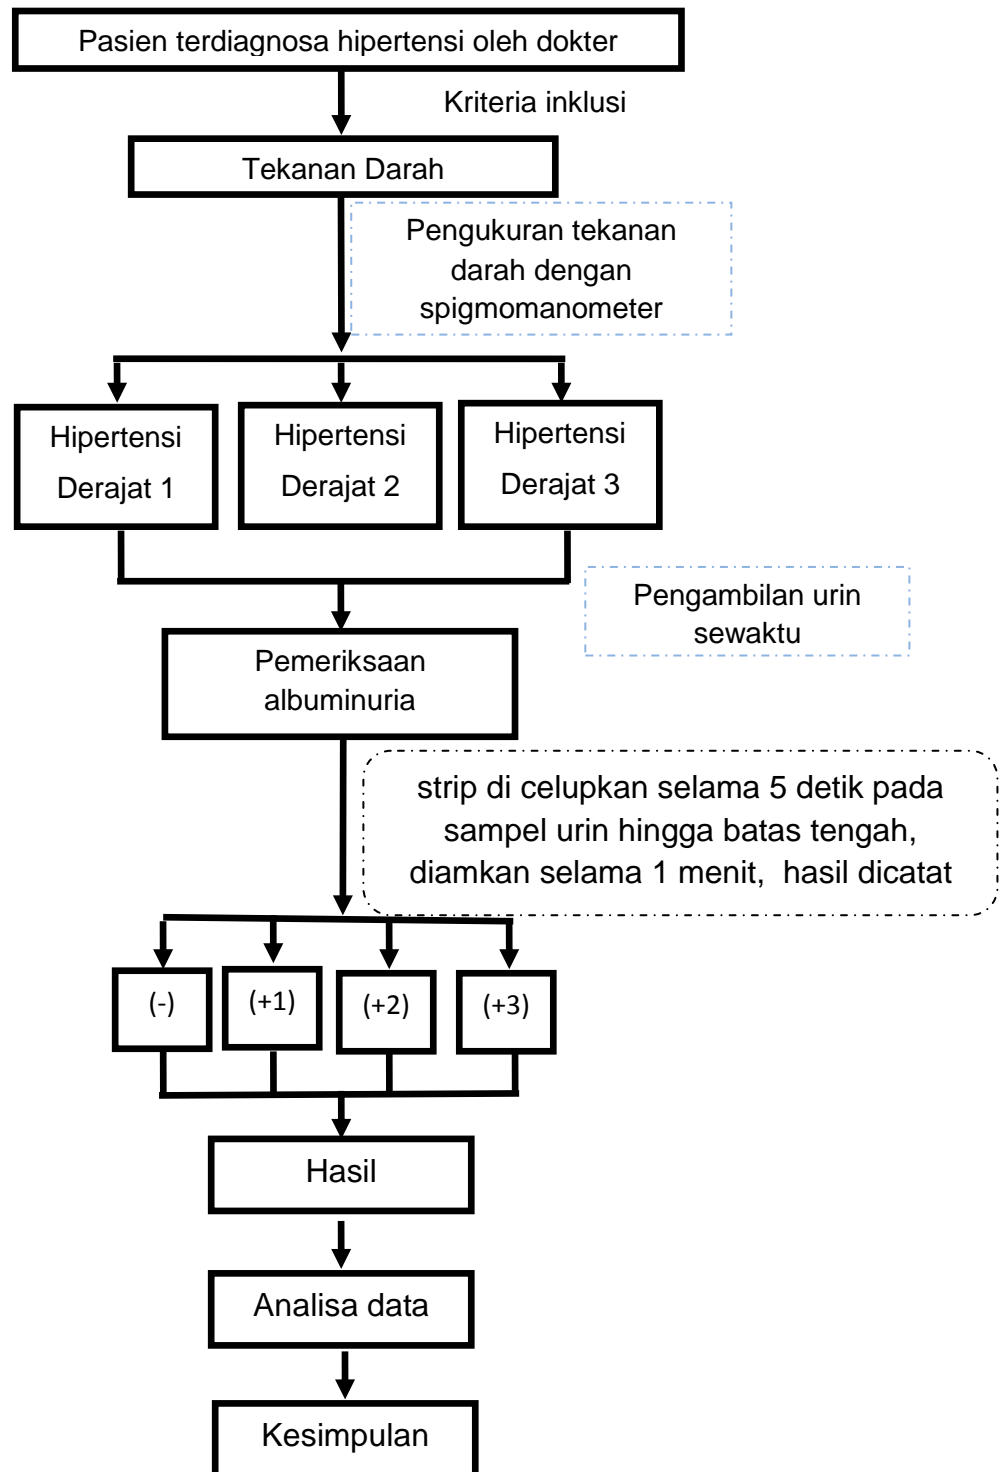 Pasien terdiagnosa hipertensi oleh dokter
Kriteria inklusi
Tekanan Darah
Pengukuran tekanan
darah dengan
spigmomanometer
Hipertensi
Derajat 1
Hipertensi
Derajat 2
Hipertensi
Derajat 3
Pengambilan urin
sewaktu
Pemeriksaan
albuminuria
strip di celupkan selama 5 detik pada
sampel urin hingga batas tengah,
diamkan selama 1 menit,  hasil dicatat
(-)
(+1)
(+2)
(+3)
Hasil
Analisa data
Kesimpulan